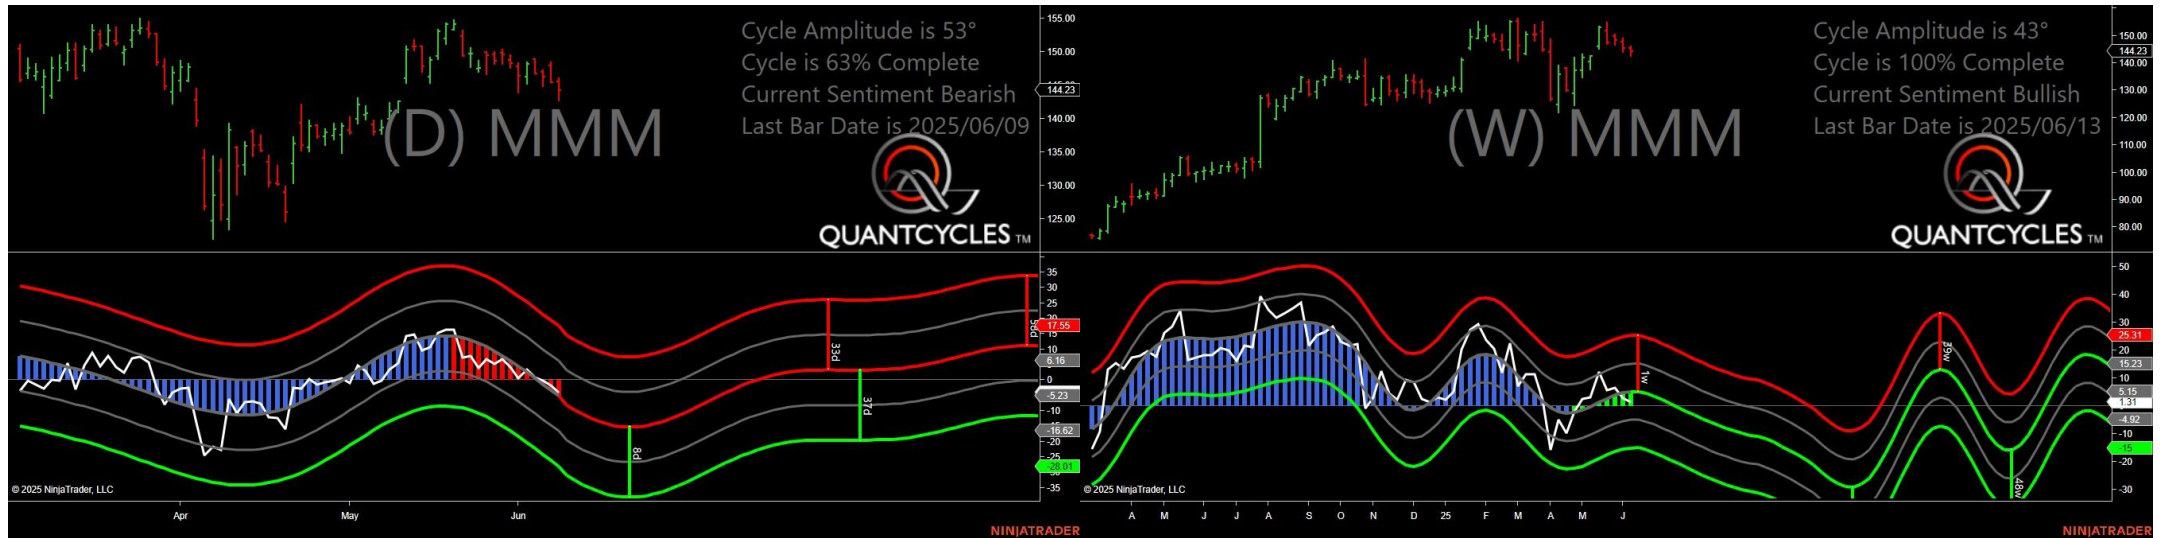 Cycle Amplitude is 53°
Cycle is 63% Complete
Current Sentiment Bearish
Last Bar Date is 2025/06/09
(D) MMM
QUANTCYCLES TM
155.00
150.00
144.23
140.00
135.00
130.00
125.00
35
30
25
20
17.55
10
6.16
0
-5.23
-10
-16.62
-20
-25
-28.01
-35
8d
33d
37d
© 2025 NinjaTrader, LLC
Apr
May
Jun
NINJATRADER
Cycle Amplitude is 43°
Cycle is 100% Complete
Current Sentiment Bullish
Last Bar Date is 2025/06/13
(W) MMM
QUANTCYCLES TM
150.00
144.23
140.00
130.00
120.00
110.00
100.00
90.00
80.00
50
40
30
25.31
20
15.23
10
5.15
1.31
-4.92
-10
-15
-20
-30
1w
39w
48w
© 2025 NinjaTrader, LLC
A M J J A S O N D 25 F M A M J
NINJATRADER